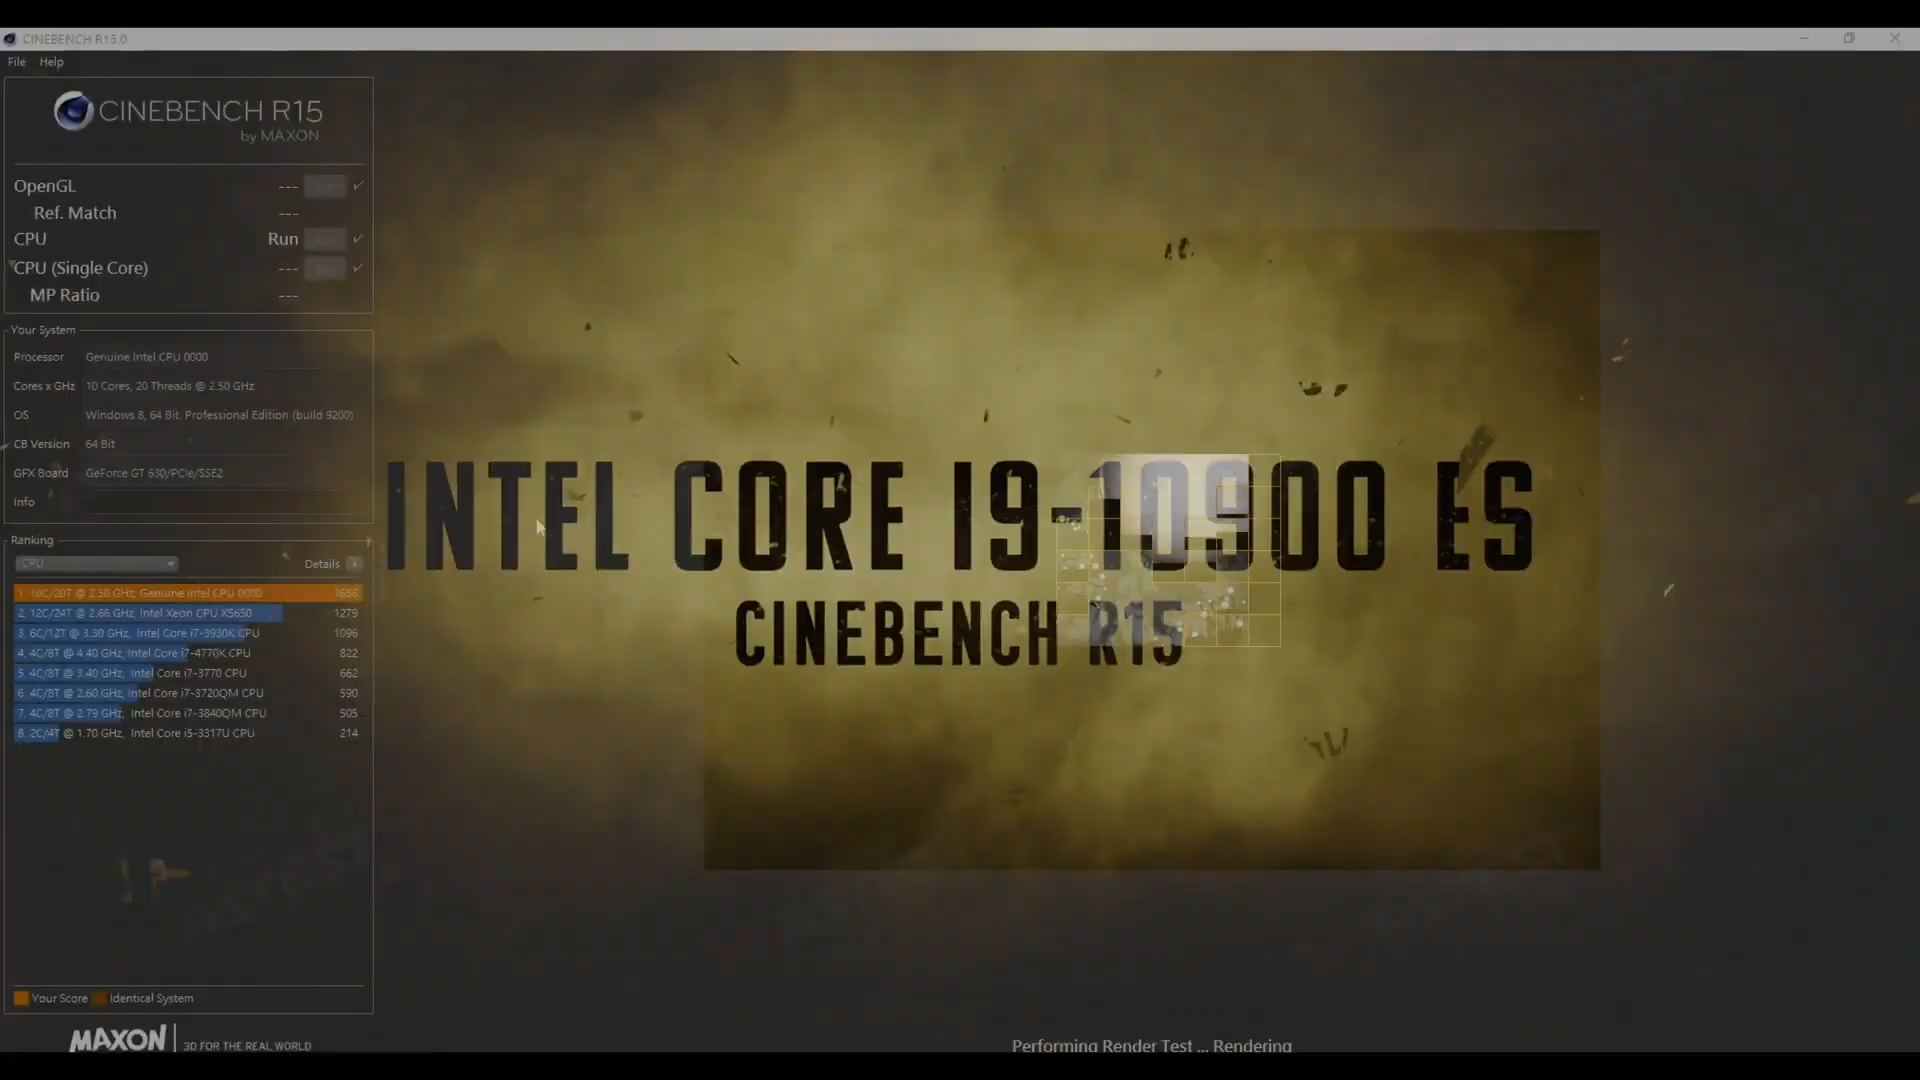 CINEBENCH R15.0
File Help
CINEBENCH R15
by MAXON
OpenGL ---
Ref. Match ---
CPU Run
CPU (Single Core) ---
MP Ratio ---
Your System
Processor Genuine Intel CPU 0000
Cores x GHz 10 Cores, 20 Threads @ 2.50 GHz
OS Windows 8, 64 Bit, Professional Edition (build 9200)
CB Version 64 Bit
GFX Board GeForce GT 630/PCIe/SSE2
Info
Ranking
CPU Details
1. 10C/20T @ 2.50 GHz, Genuine Intel CPU 0000 1656
2. 12C/24T @ 2.66 GHz, Intel Xeon CPU X5650 1279
3. 6C/12T @ 3.30 GHz, Intel Core i7-3930K CPU 1096
4. 4C/8T @ 4.40 GHz, Intel Core i7-4770K CPU 822
5. 4C/8T @ 3.40 GHz, Intel Core i7-3770 CPU 662
6. 4C/8T @ 2.60 GHz, Intel Core i7-3720QM CPU 590
7. 4C/8T @ 2.79 GHz, Intel Core i7-3840QM CPU 505
8. 2C/4T @ 1.70 GHz, Intel Core i5-3317U CPU 214
Your Score Identical System
MAXON 3D FOR THE REAL WORLD
INTEL CORE I9-10900 ES
CINEBENCH R15
Performing Render Test ... Rendering